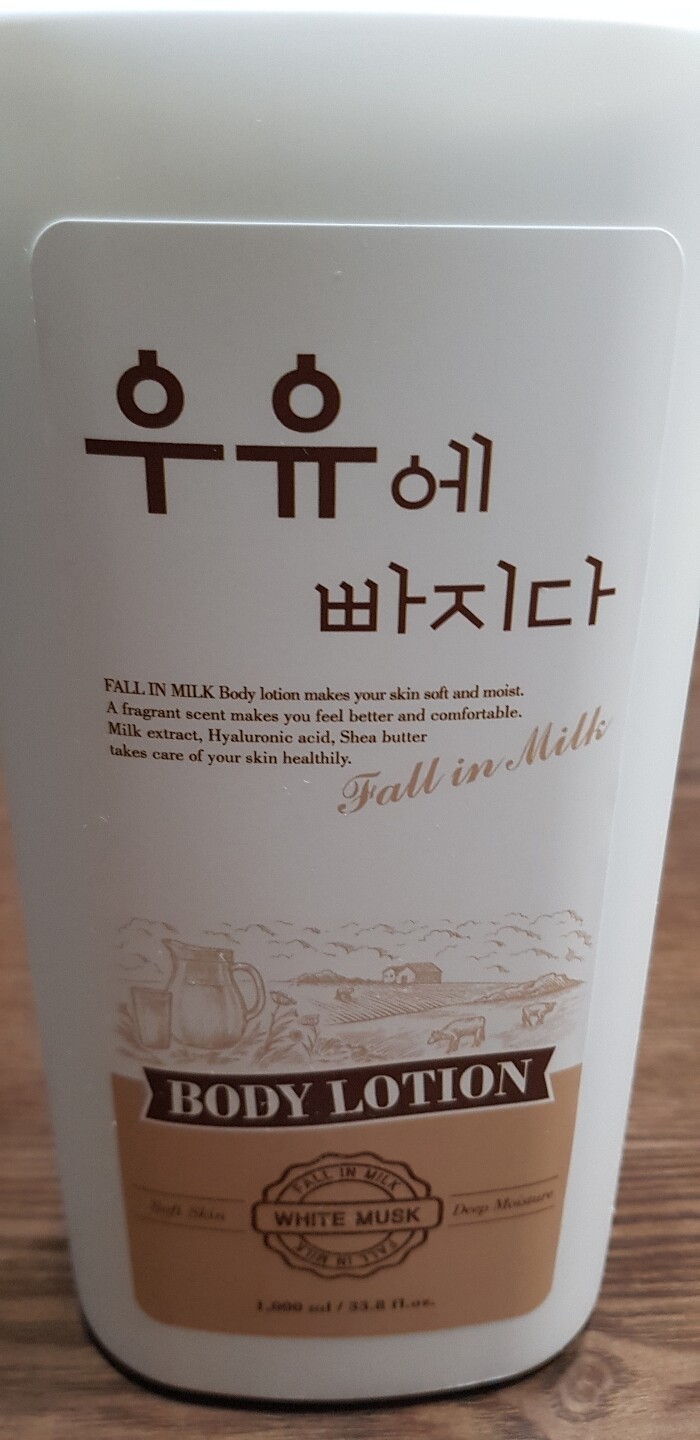 우유에
빠지다
FALL IN MILK Body lotion makes your skin soft and moist.
A fragrant scent makes you feel better and comfortable.
Milk extract, Hyaluronic acid, Shea butter
takes care of your skin healthily.
Fall in Milk
BODY LOTION
FALL IN MILK
Soft Skin
WHITE MUSK
Deep Moisture
FALL IN MILK
1,000 ml / 33.8 fl.oz.